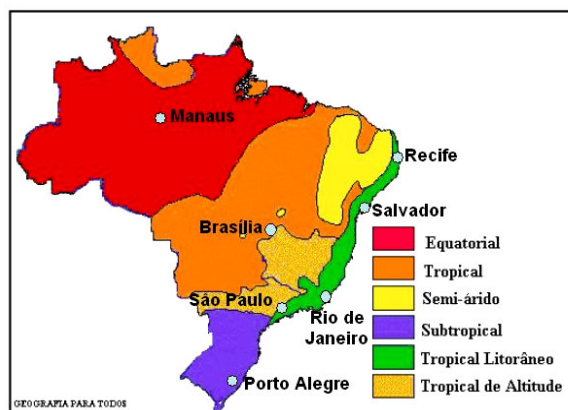 Manaus
Recife
Salvador
Brasília
São Paulo
Rio de
Janeiro
Porto Alegre
Equatorial
Tropical
Semi-árido
Subtropical
Tropical Litorâneo
Tropical de Altitude
GEOGRAFIA PARA TODOS